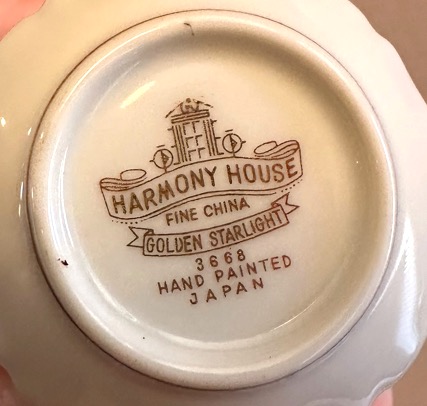 HARMONY HOUSE
FINE CHINA
GOLDEN STARLIGHT
3668
HAND PAINTED
JAPAN